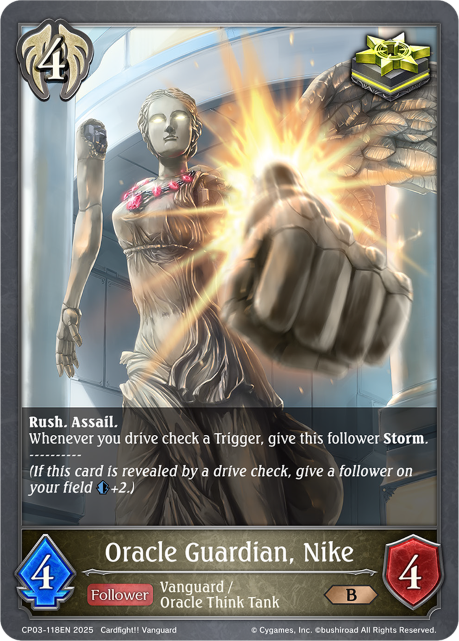 4
1
Rush. Assail.
Whenever you drive check a Trigger, give this follower Storm.
----------
(If this card is revealed by a drive check, give a follower on
your field +2.)
Oracle Guardian, Nike
4
Follower
Vanguard /
Oracle Think Tank
B
4
CP03-118EN 2025 Cardfight!! Vanguard
© Cygames, Inc. ©bushiroad All Rights Reserved.